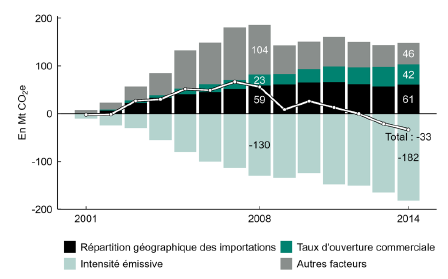 En Mt CO₂e
200
100
0
-100
-200
104
23
59
-130
46
42
61
Total : -33
-182
2001
2008
2014
Répartition géographique des importations
Taux d'ouverture commerciale
Intensité émissive
Autres facteurs